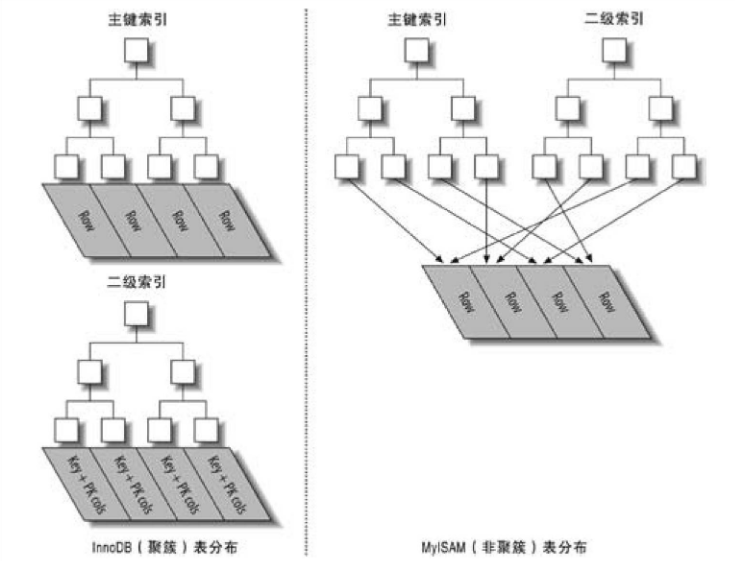 主键索引
Row
Row
Row
Row
二级索引
Key + PK cols
Key + PK cols
Key + PK cols
Key + PK cols
InnoDB（聚簇）表分布
主键索引
二级索引
Row
Row
Row
Row
MyISAM（非聚簇）表分布